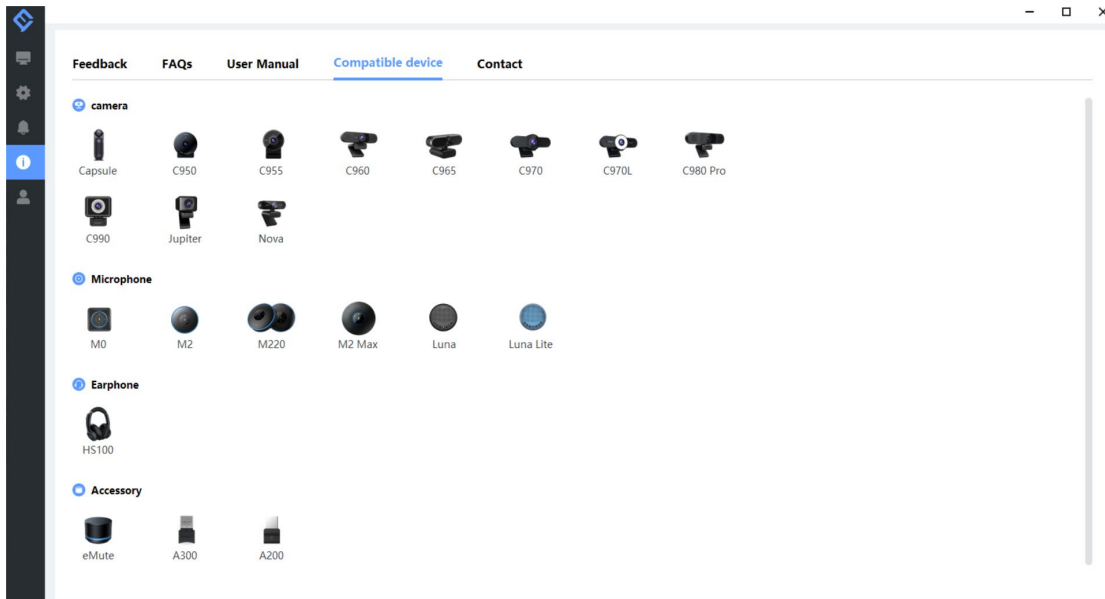 Feedback FAQs User Manual Compatible device Contact
camera
Capsule C950 C955 C960 C965 C970 C970L C980 Pro
C990 Jupiter Nova
Microphone
M0 M2 M220 M2 Max Luna Luna Lite
Earphone
HS100
Accessory
eMute A300 A200